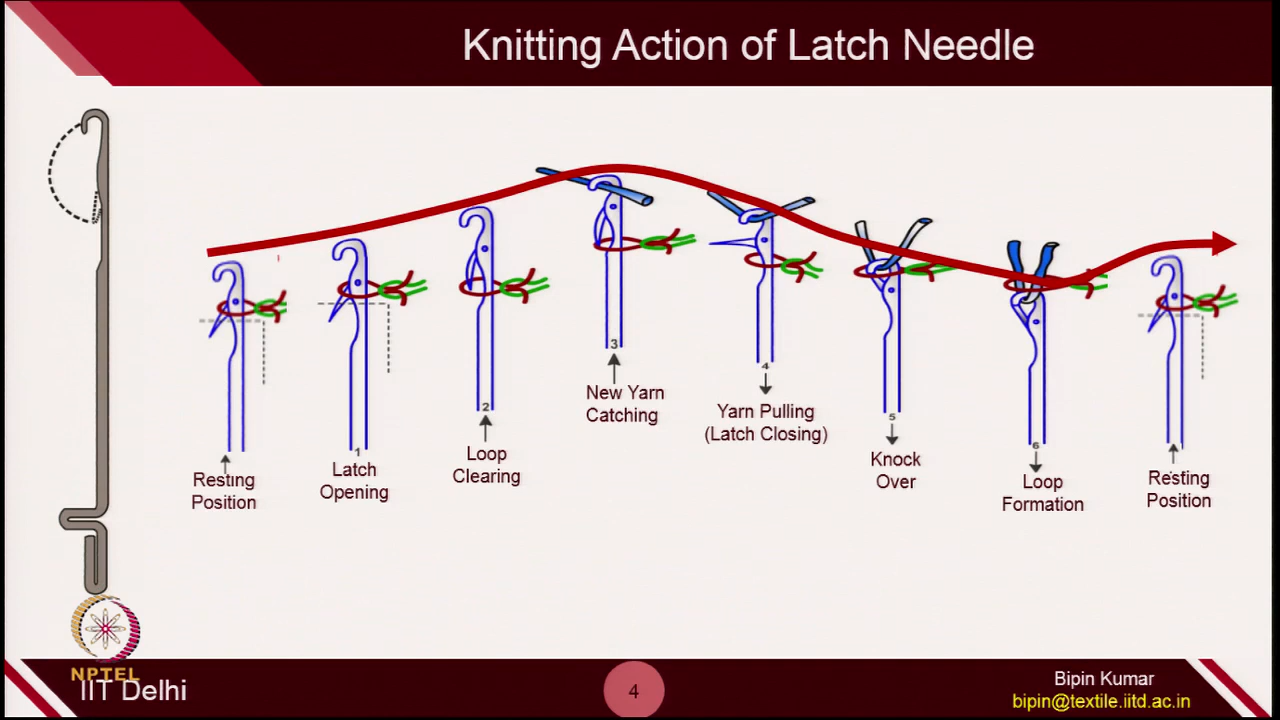 Knitting Action of Latch Needle
1
2
3
4
5
6
Resting
Position
Latch
Opening
Loop
Clearing
New Yarn
Catching
Yarn Pulling
(Latch Closing)
Knock
Over
Loop
Formation
Resting
Position
NPTEL
IIT Delhi
4
Bipin Kumar
bipin@textile.iitd.ac.in